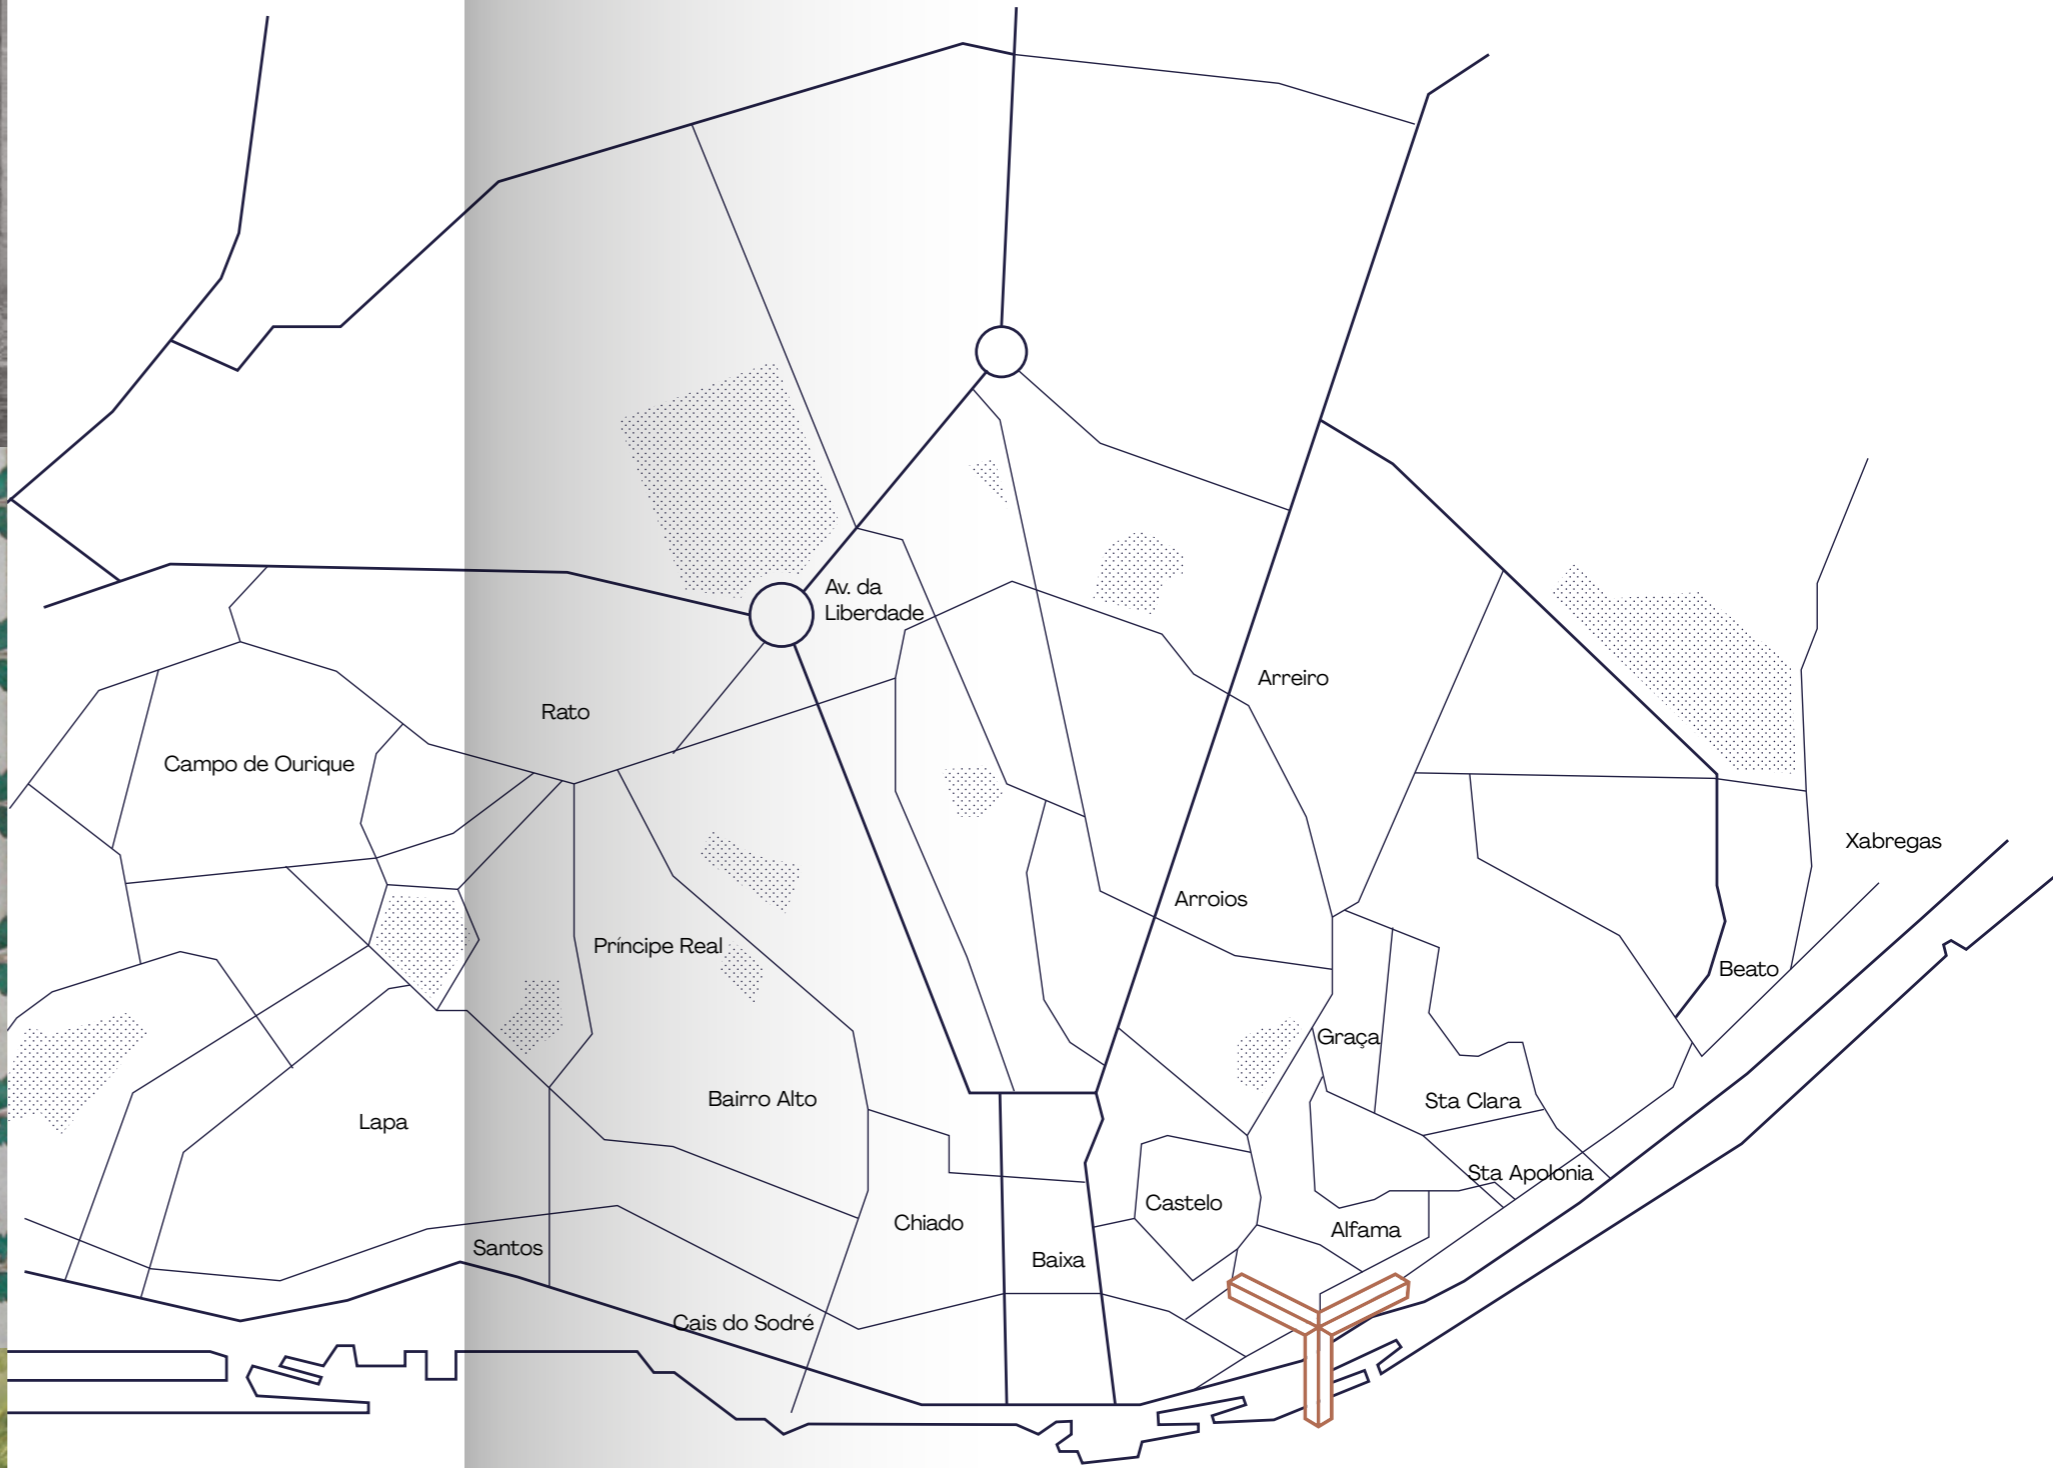 Av. da
Liberdade
Arreiro
Rato
Campo de Ourique
Xabregas
Arroios
Príncipe Real
Beato
Graça
Bairro Alto
Sta Clara
Lapa
Sta Apolonia
Castelo
Chiado
Alfama
Santos
Baixa
Cais do Sodré